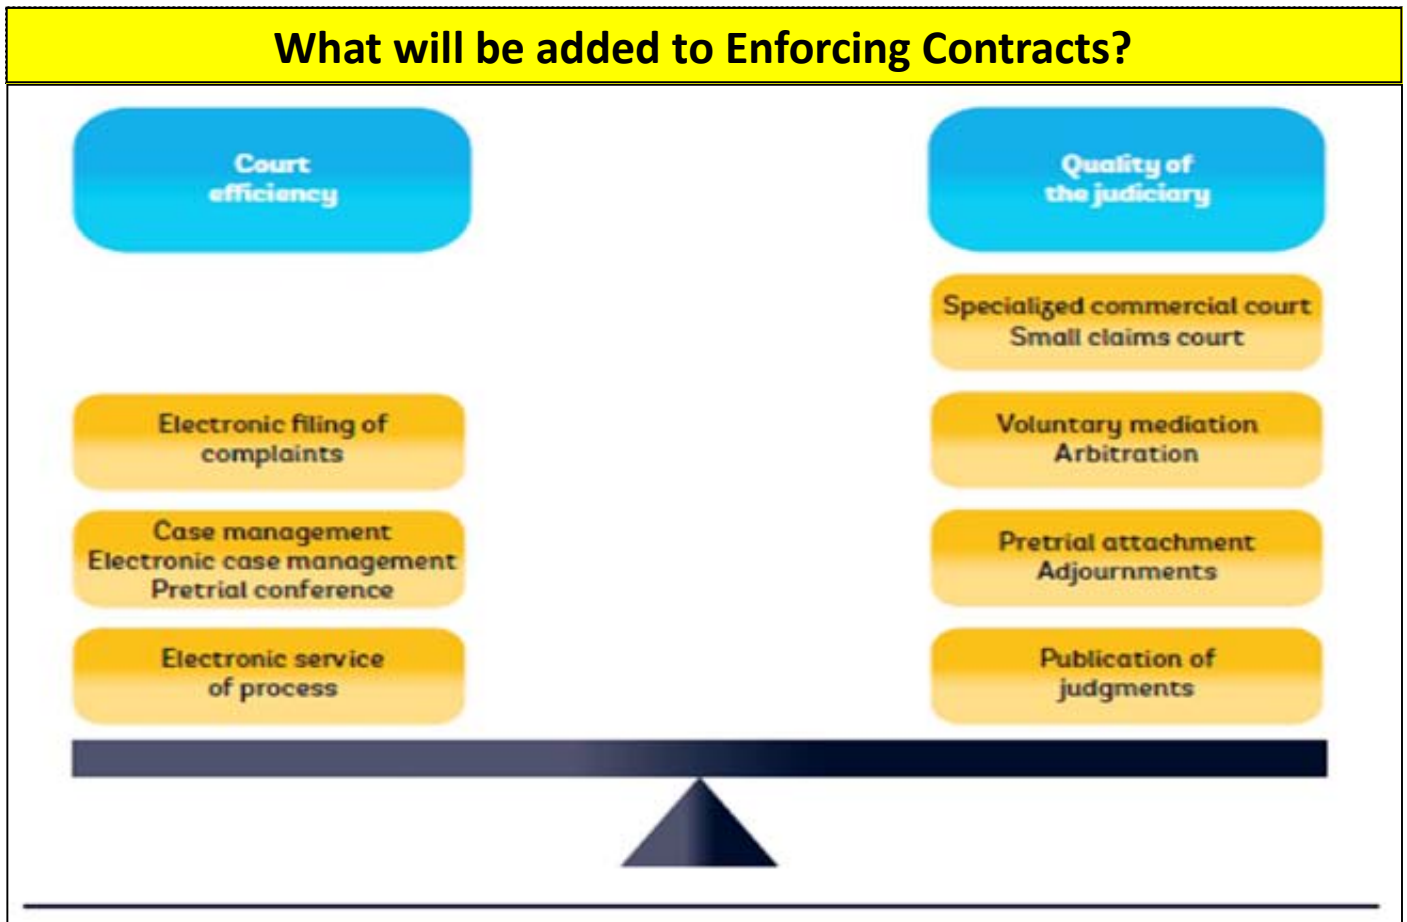 What will be added to Enforcing Contracts?
Court
efficiency
Electronic filing of
complaints
Case management
Electronic case management
Pretrial conference
Electronic service
of process
Quality of
the judiciary
Specialized commercial court
Small claims court
Voluntary mediation
Arbitration
Pretrial attachment
Adjournments
Publication of
judgments